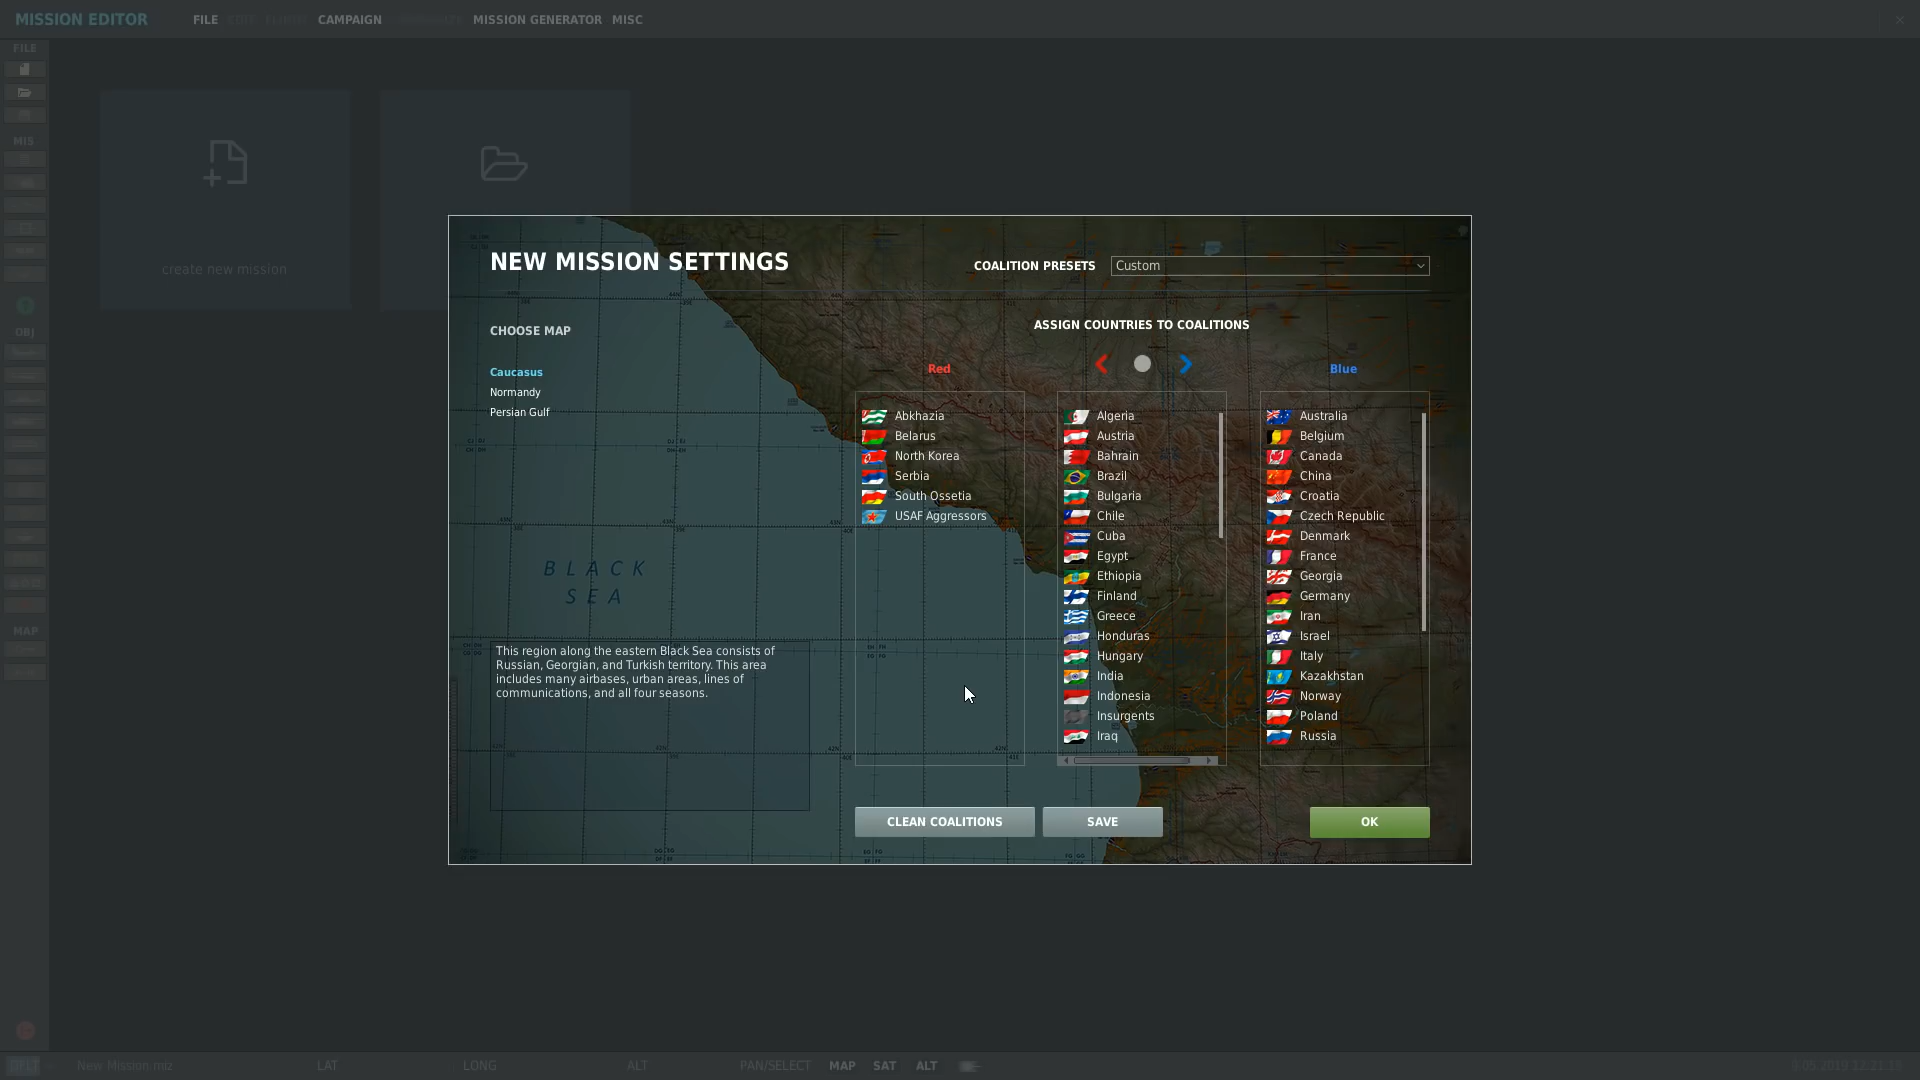 MISSION EDITOR
FILE
CAMPAIGN
MISSION GENERATOR
MISC
FILE
MIS
OBJ
MAP
create new mission
NEW MISSION SETTINGS
COALITION PRESETS
Custom
CHOOSE MAP
Caucasus
Normandy
Persian Gulf
ASSIGN COUNTRIES TO COALITIONS
Red
Blue
Abkhazia
Belarus
North Korea
Serbia
South Ossetia
USAF Aggressors
Algeria
Austria
Bahrain
Brazil
Bulgaria
Chile
Cuba
Egypt
Ethiopia
Finland
Greece
Honduras
Hungary
India
Indonesia
Insurgents
Iraq
Australia
Belgium
Canada
China
Croatia
Czech Republic
Denmark
France
Georgia
Germany
Iran
Israel
Italy
Kazakhstan
Norway
Poland
Russia
BLACK
SEA
This region along the eastern Black Sea consists of
Russian, Georgian, and Turkish territory. This area
includes many airbases, urban areas, lines of
communications, and all four seasons.
CLEAN COALITIONS
SAVE
OK
New Mission.miz
LAT
LONG
ALT
PAN/SELECT
MAP
SAT
ALT